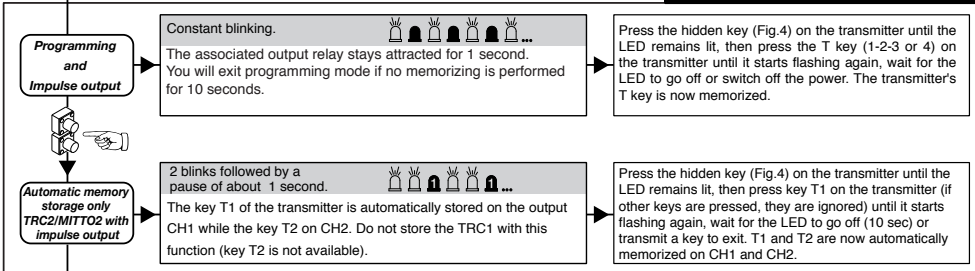 Programming
and
Impulse output
Constant blinking.
...
The associated output relay stays attracted for 1 second.
You will exit programming mode if no memorizing is performed
for 10 seconds.
Press the hidden key (Fig.4) on the transmitter until the
LED remains lit, then press the T key (1-2-3 or 4) on
the transmitter until it starts flashing again, wait for the
LED to go off or switch off the power. The transmitter's
T key is now memorized.
Automatic memory
storage only
TRC2/MITTO2 with
impulse output
2 blinks followed by a
pause of about 1 second.
1 1 ...
The key T1 of the transmitter is automatically stored on the output
CH1 while the key T2 on CH2. Do not store the TRC1 with this
function (key T2 is not available).
Press the hidden key (Fig.4) on the transmitter until the
LED remains lit, then press key T1 on the transmitter (if
other keys are pressed, they are ignored) until it starts
flashing again, wait for the LED to go off (10 sec) or
transmit a key to exit. T1 and T2 are now automatically
memorized on CH1 and CH2.